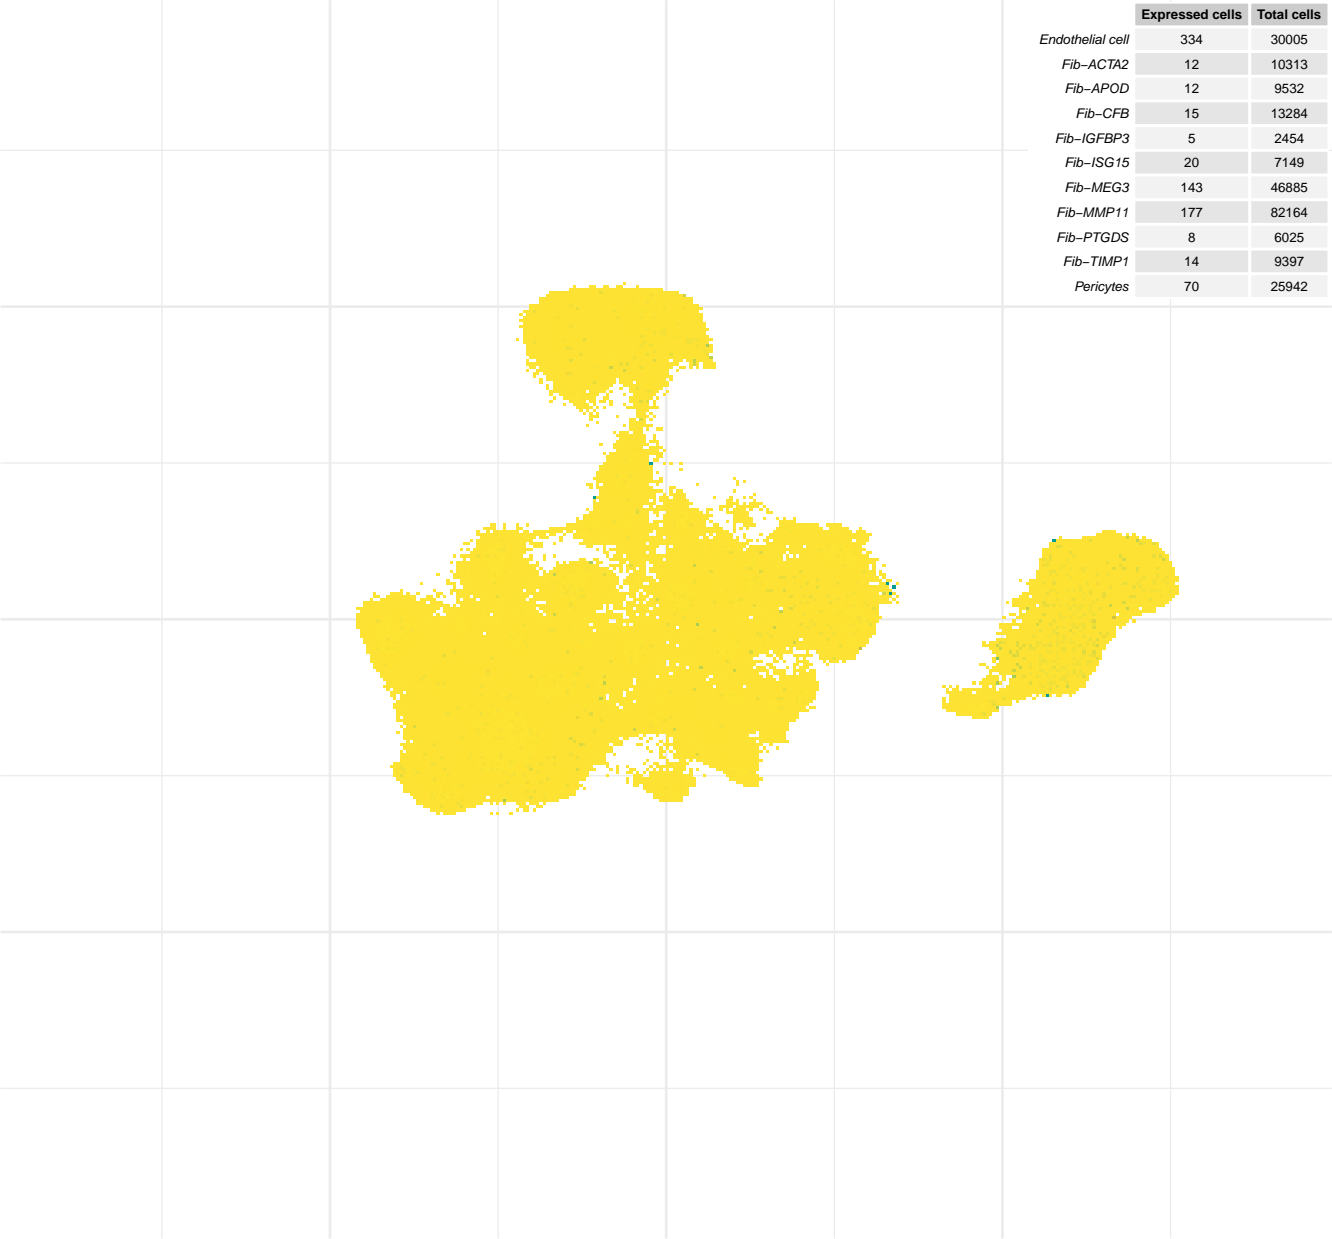 Expressed cells Total cells
Endothelial cell 334 30005
Fib−ACTA2 12 10313
Fib−APOD 12 9532
Fib−CFB 15 13284
Fib−IGFBP3 5 2454
Fib−ISG15 20 7149
Fib−MEG3 143 46885
Fib−MMP11 177 82164
Fib−PTGDS 8 6025
Fib−TIMP1 14 9397
Pericytes 70 25942